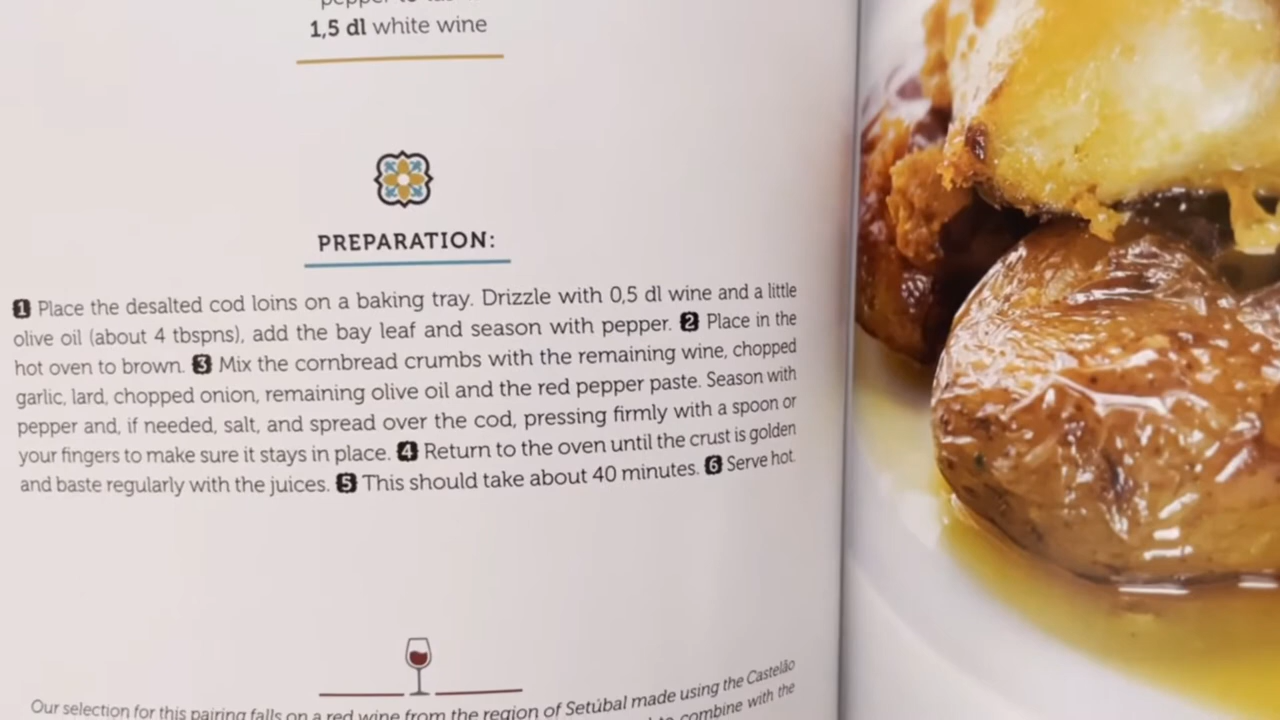 1,5 dl white wine
PREPARATION:
1 Place the desalted cod loins on a baking tray. Drizzle with 0,5 dl wine and a little
olive oil (about 4 tbspns), add the bay leaf and season with pepper. 2 Place in the
hot oven to brown. 3 Mix the cornbread crumbs with the remaining wine, chopped
garlic, lard, chopped onion, remaining olive oil and the red pepper paste. Season with
pepper and, if needed, salt, and spread over the cod, pressing firmly with a spoon or
your fingers to make sure it stays in place. 4 Return to the oven until the crust is golden
and baste regularly with the juices. 5 This should take about 40 minutes. 6 Serve hot.
Our selection for this pairing falls on a red wine from the region of Setúbal made using the Castelão
combine with the